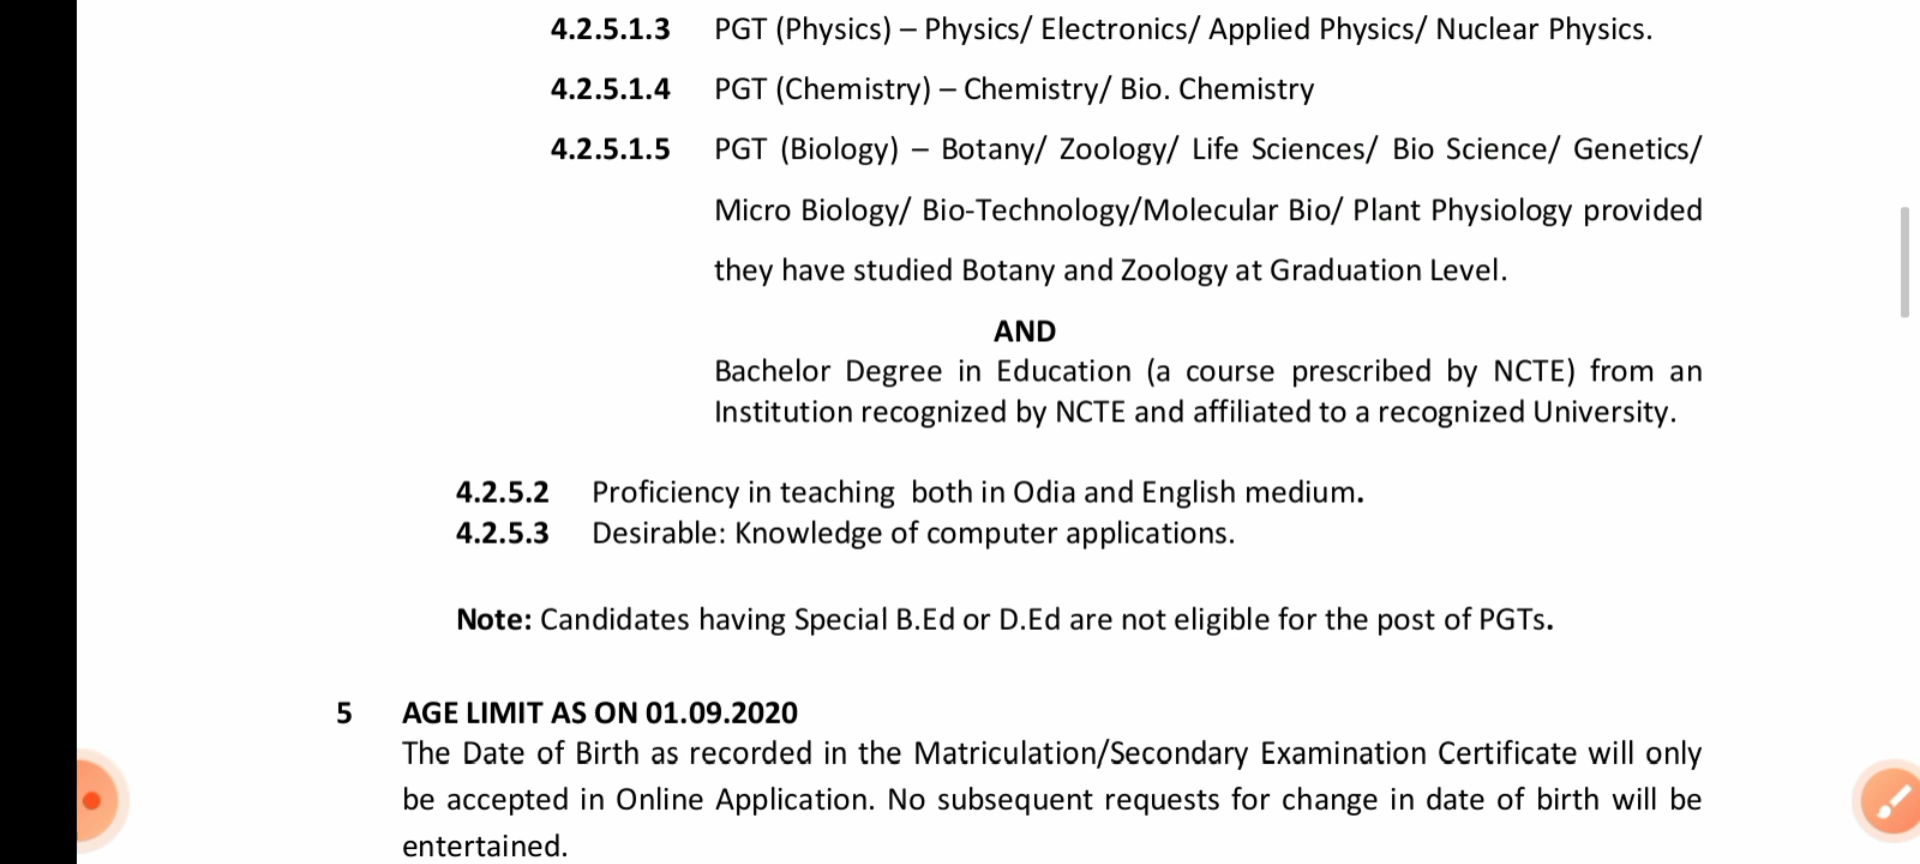 4.2.5.1.3 PGT (Physics) – Physics/ Electronics/ Applied Physics/ Nuclear Physics.
4.2.5.1.4 PGT (Chemistry) – Chemistry/ Bio. Chemistry
4.2.5.1.5 PGT (Biology) – Botany/ Zoology/ Life Sciences/ Bio Science/ Genetics/
Micro Biology/ Bio-Technology/Molecular Bio/ Plant Physiology provided
they have studied Botany and Zoology at Graduation Level.
AND
Bachelor Degree in Education (a course prescribed by NCTE) from an
Institution recognized by NCTE and affiliated to a recognized University.
4.2.5.2 Proficiency in teaching both in Odia and English medium.
4.2.5.3 Desirable: Knowledge of computer applications.
Note: Candidates having Special B.Ed or D.Ed are not eligible for the post of PGTs.
5 AGE LIMIT AS ON 01.09.2020
The Date of Birth as recorded in the Matriculation/Secondary Examination Certificate will only
be accepted in Online Application. No subsequent requests for change in date of birth will be
entertained.